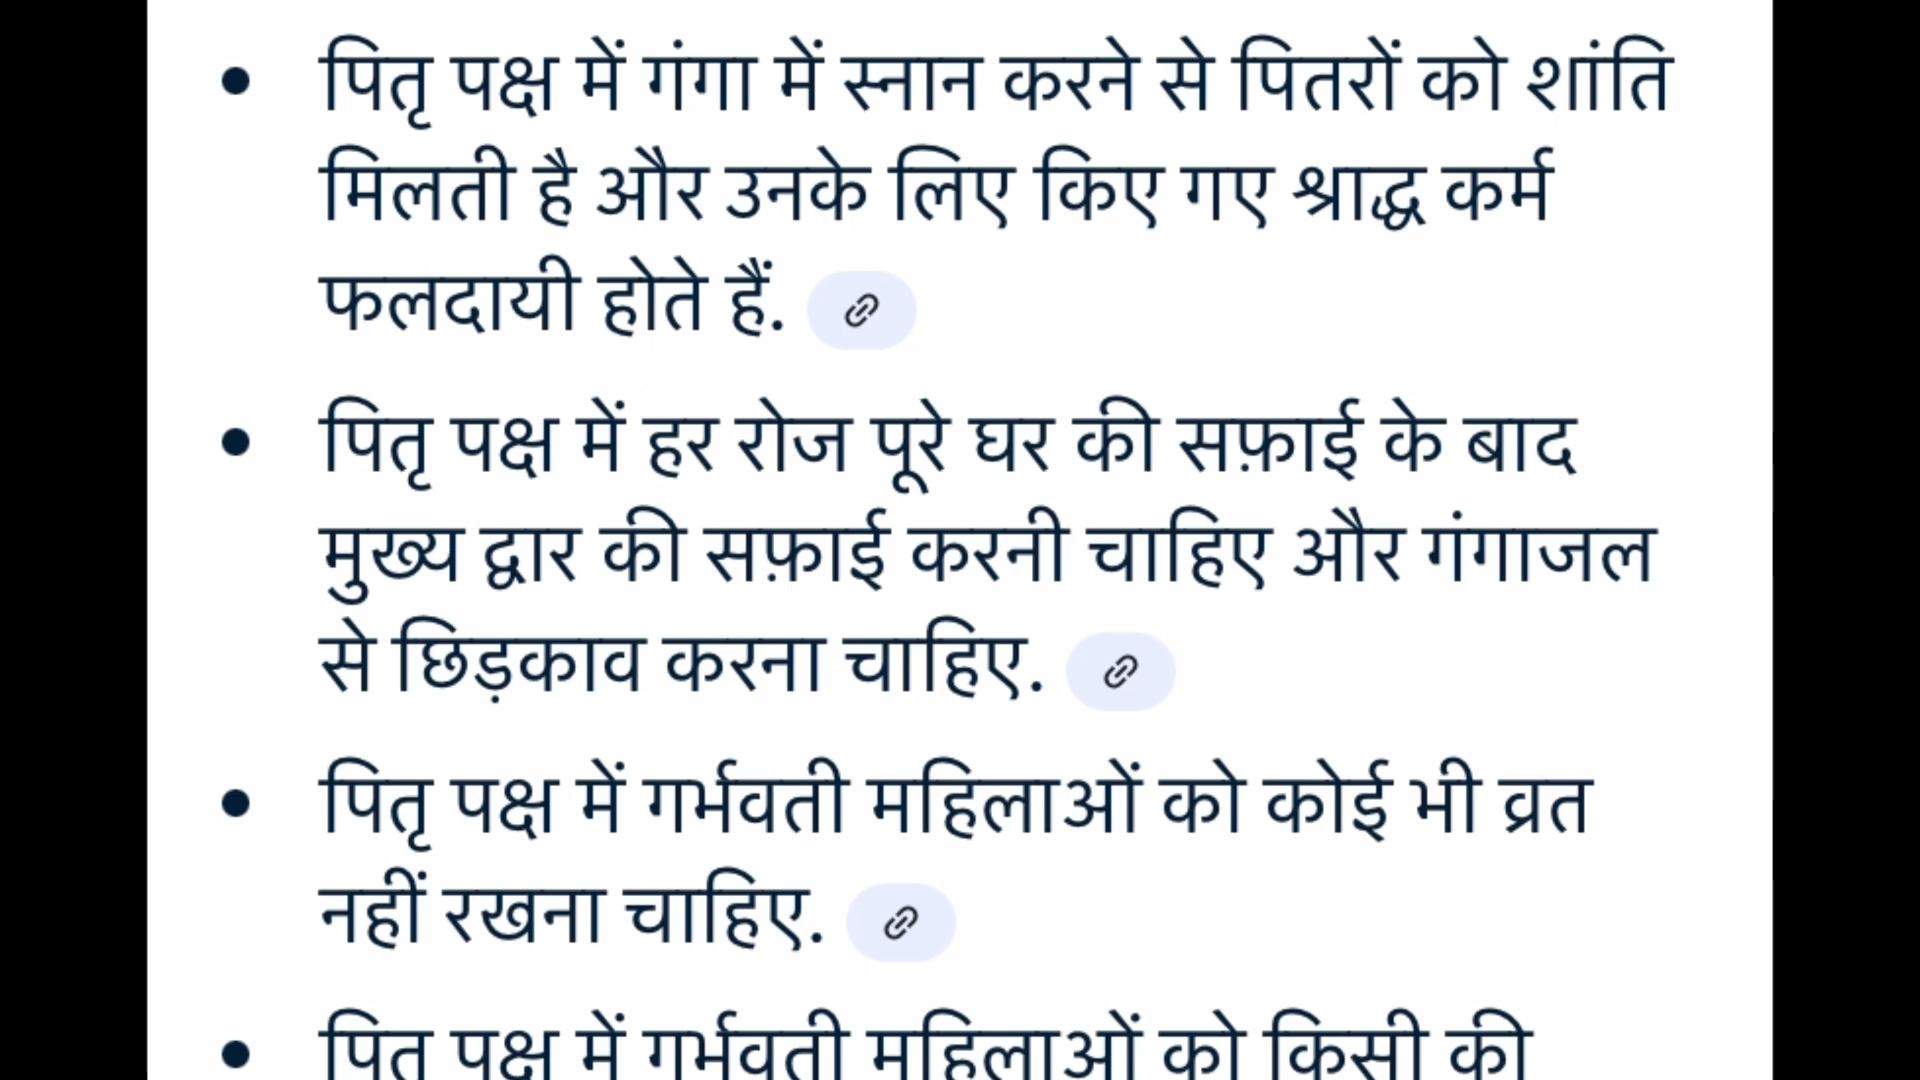 पितृ पक्ष में गंगा में स्नान करने से पितरों को शांति
मिलती है और उनके लिए किए गए श्राद्ध कर्म
फलदायी होते हैं.
पितृ पक्ष में हर रोज पूरे घर की सफ़ाई के बाद
मुख्य द्वार की सफ़ाई करनी चाहिए और गंगाजल
से छिड़काव करना चाहिए.
पितृ पक्ष में गर्भवती महिलाओं को कोई भी व्रत
नहीं रखना चाहिए.
पितृ पक्ष में गर्भवती महिलाओं को किसी की